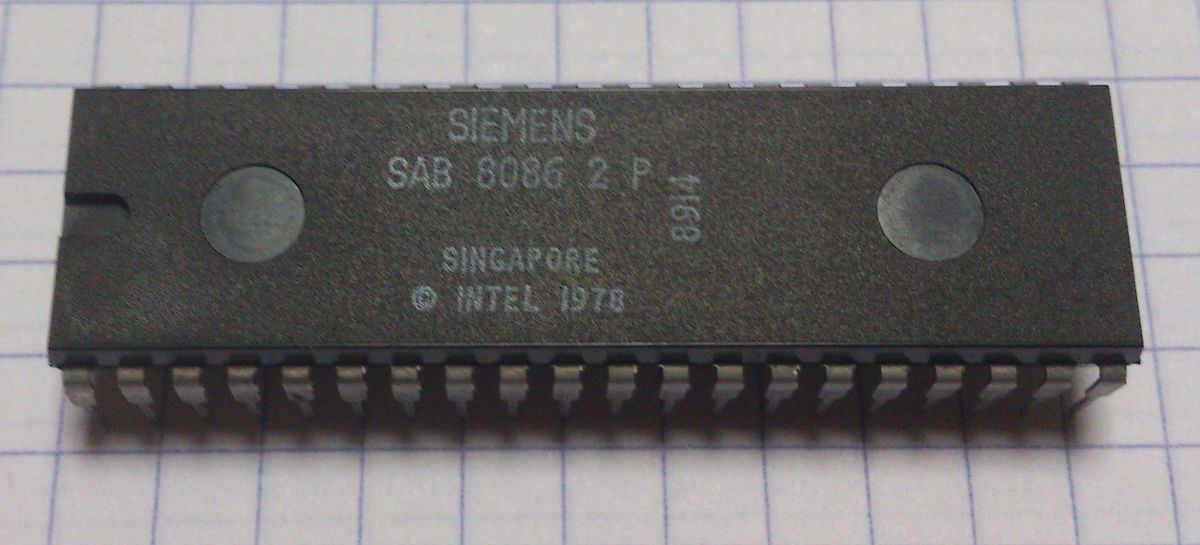 SIEMENS
SAB 8086 2 P
8914
SINGAPORE
© INTEL 1978